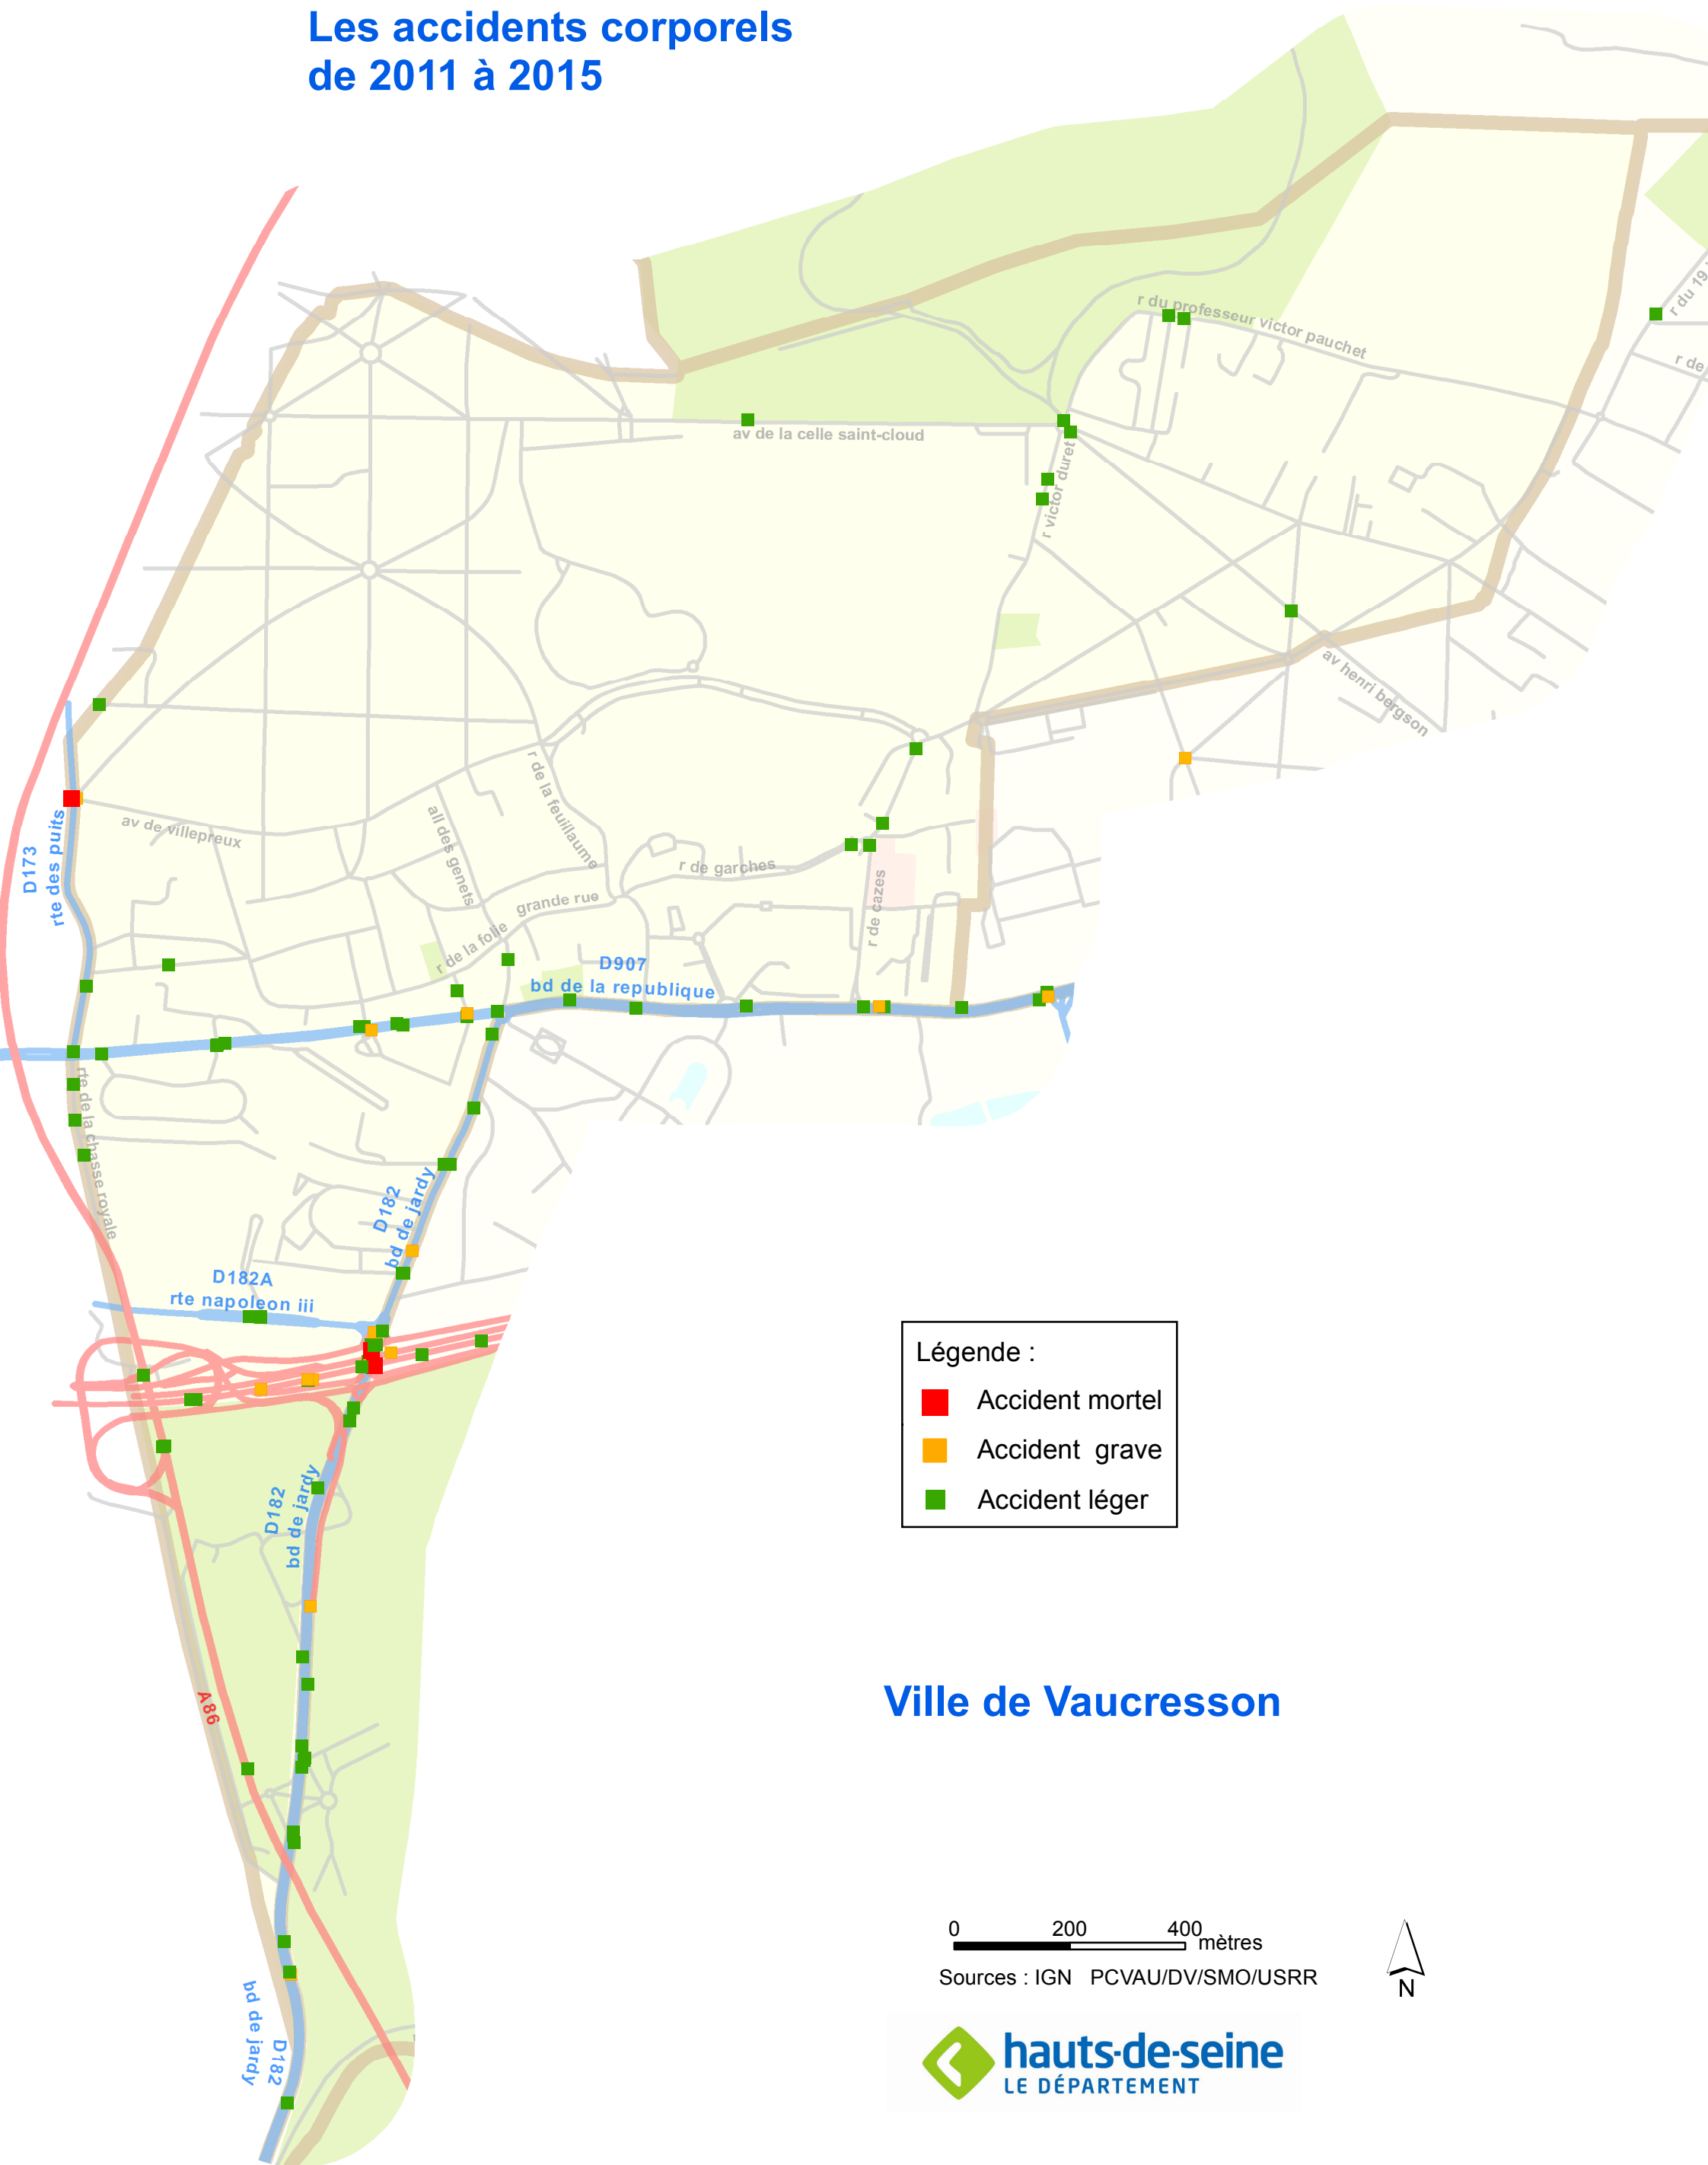 Les accidents corporels
de 2011 à 2015
r du professeur victor pauchet
r du 19
r de
av de la celle saint-cloud
r victor duret
av henri bergson
r de la feuillaume
all des genets
av de villepreux
D173
rte des puits
r de garches
grande rue
r de cazes
r de la folie
D907
bd de la republique
rte de la chasse royale
D182
bd de jardy
D182A
rte napoleon iii
Légende :
Accident mortel
Accident grave
Accident léger
D182
bd de jardy
A86
Ville de Vaucresson
0 200 400
mètres
Sources : IGN PCVAU/DV/SMO/USRR
N
bd de jardy
D182
hauts-de-seine
LE DÉPARTEMENT